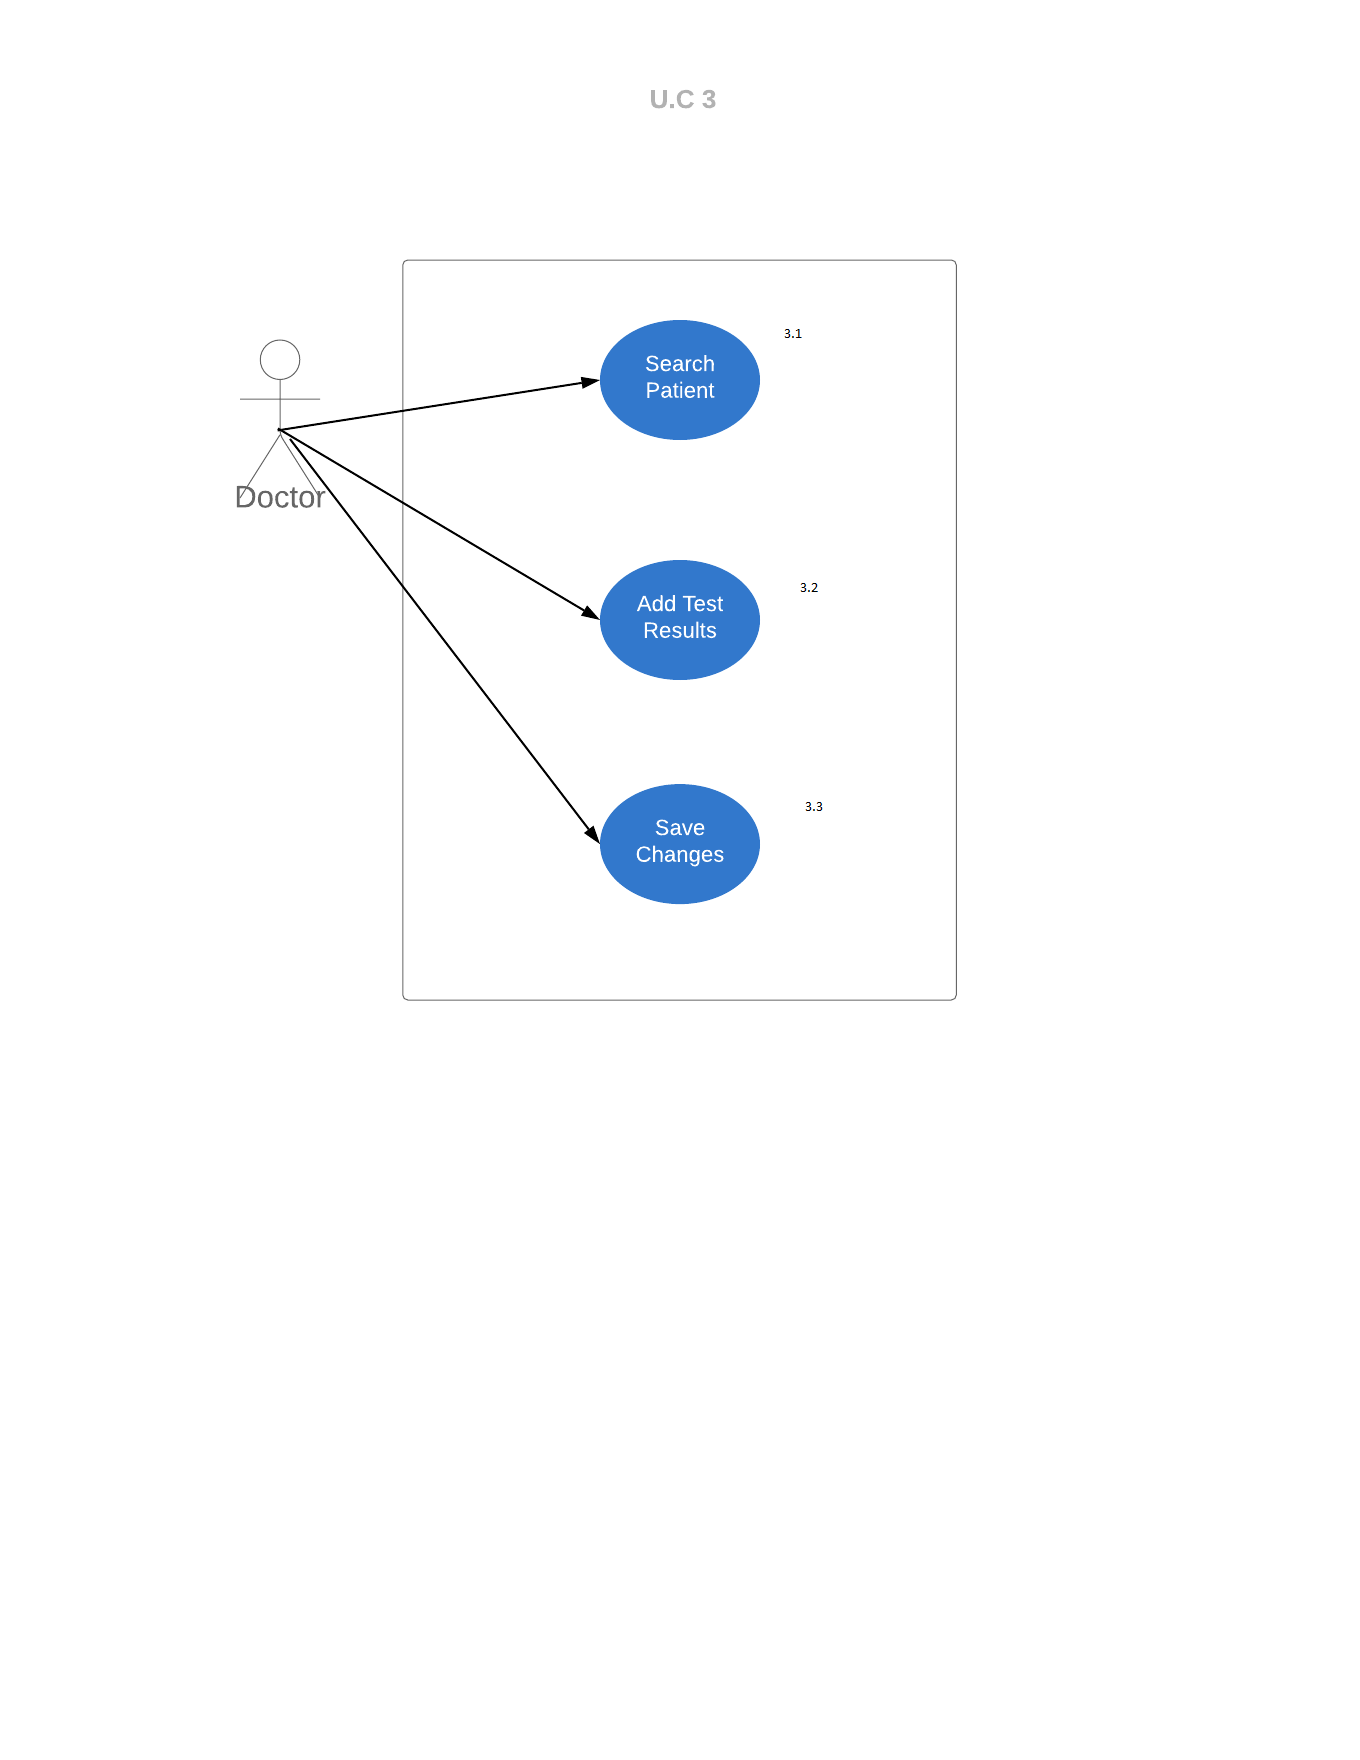 U.C 3
3.1
Search
Patient
Doctor
3.2
Add Test
Results
3.3
Save
Changes